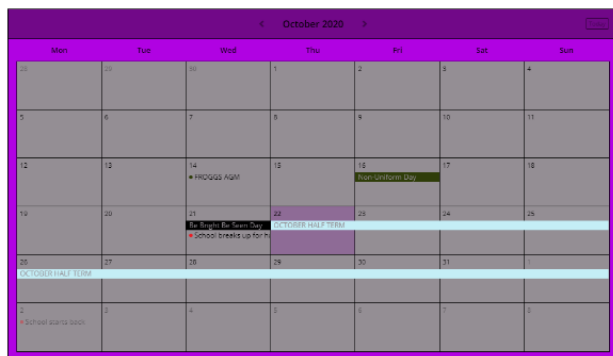 October 2020
Today
Mon Tue Wed Thu Fri Sat Sun
28 29 30 1 2 3 4
5 6 7 8 9 10 11
12 13 14 15 16 17 18
FROGGS AGM
Non-Uniform Day
19 20 21 22 23 24 25
Be Bright Be Seen Day
OCTOBER HALF TERM
School breaks up for h
26 27 28 29 30 31 1
OCTOBER HALF TERM
2 3 4 5 6 7 8
School starts back